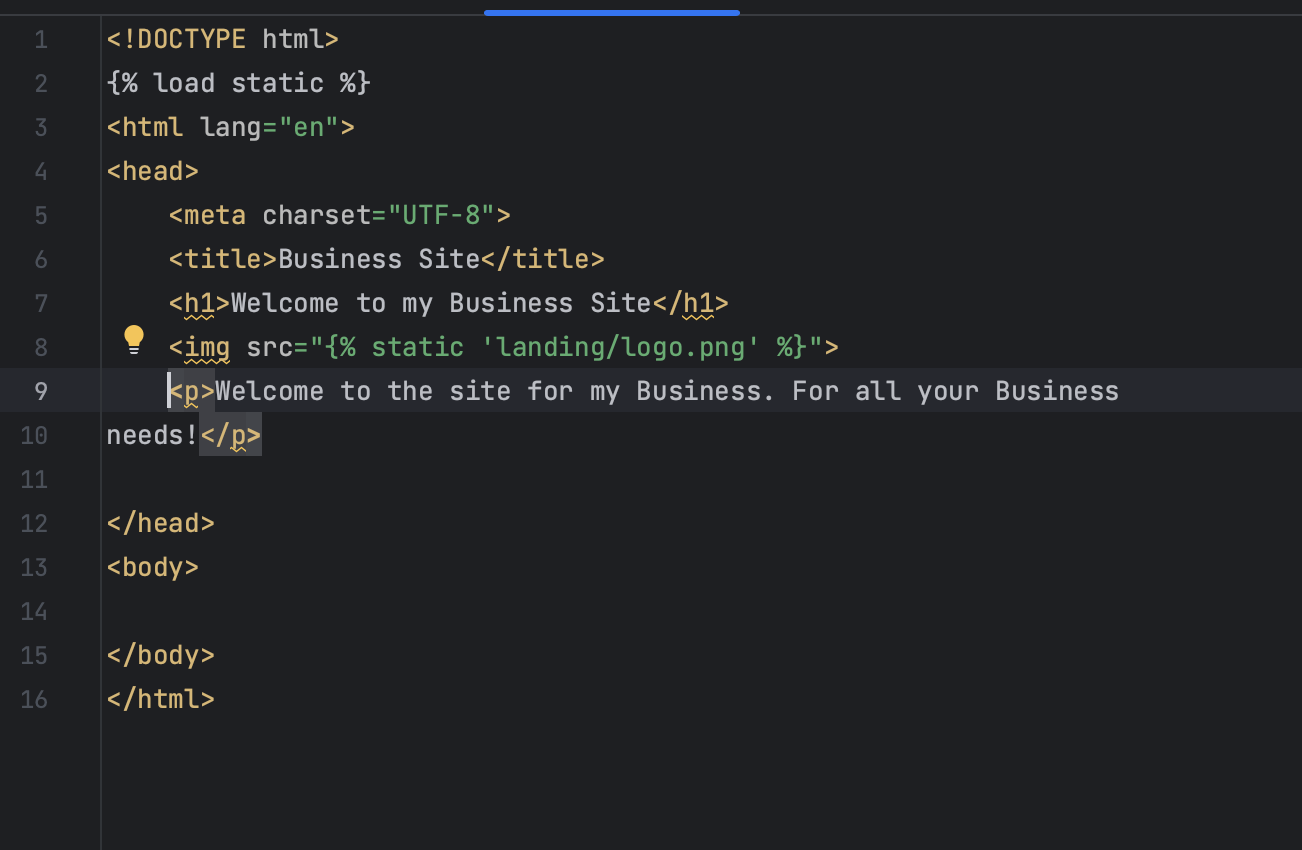 1 <!DOCTYPE html>
2 {% load static %}
3 <html lang="en">
4 <head>
5     <meta charset="UTF-8">
6     <title>Business Site</title>
7     <h1>Welcome to my Business Site</h1>
8     <img src="{% static 'landing/logo.png' %}">
9     <p>Welcome to the site for my Business. For all your Business
10 needs!</p>
11
12 </head>
13 <body>
14
15 </body>
16 </html>